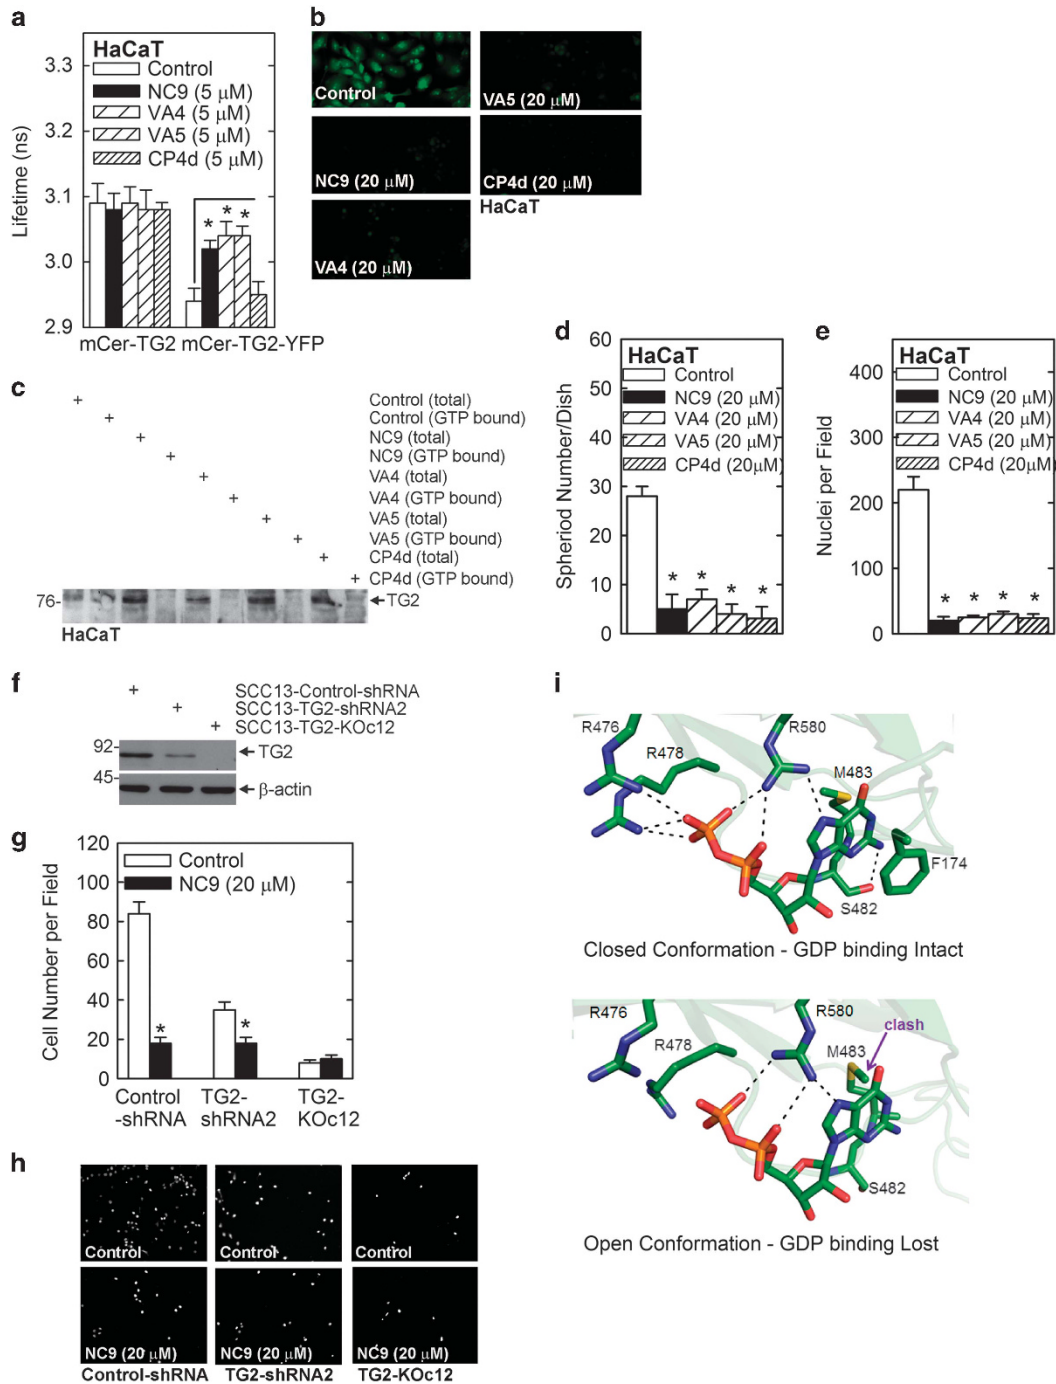 a
HaCaT
Control
NC9 (5 μM)
VA4 (5 μM)
VA5 (5 μM)
CP4d (5 μM)
Lifetime (ns)
3.3
3.2
3.1
3.0
2.9
* * *
mCer-TG2 mCer-TG2-YFP
b
Control
VA5 (20 μM)
NC9 (20 μM)
CP4d (20 μM)
HaCaT
VA4 (20 μM)
c
+ Control (total)
+ Control (GTP bound)
+ NC9 (total)
+ NC9 (GTP bound)
+ VA4 (total)
+ VA4 (GTP bound)
+ VA5 (total)
+ VA5 (GTP bound)
+ CP4d (total)
+ CP4d (GTP bound)
76-
TG2
HaCaT
d
HaCaT
Control
NC9 (20 μM)
VA4 (20 μM)
VA5 (20 μM)
CP4d (20μM)
Spheriod Number/Dish
60
50
40
30
20
10
0
* * * *
e
HaCaT
Control
NC9 (20 μM)
VA4 (20 μM)
VA5 (20 μM)
CP4d (20μM)
Nuclei per Field
400
300
200
100
0
* * * *
f
+ SCC13-Control-shRNA
+ SCC13-TG2-shRNA2
+ SCC13-TG2-KOc12
92-
TG2
45-
β-actin
g
Control
NC9 (20 μM)
Cell Number per Field
120
100
80
60
40
20
0
* *
Control -shRNA
TG2- shRNA2
TG2- KOc12
h
Control
Control
Control
NC9 (20 μM)
NC9 (20 μM)
NC9 (20 μM)
Control-shRNA TG2-shRNA2 TG2-KOc12
i
R476
R478
R580
M483
F174
S482
Closed Conformation - GDP binding Intact
R476
R478
R580
clash
M483
S482
Open Conformation - GDP binding Lost